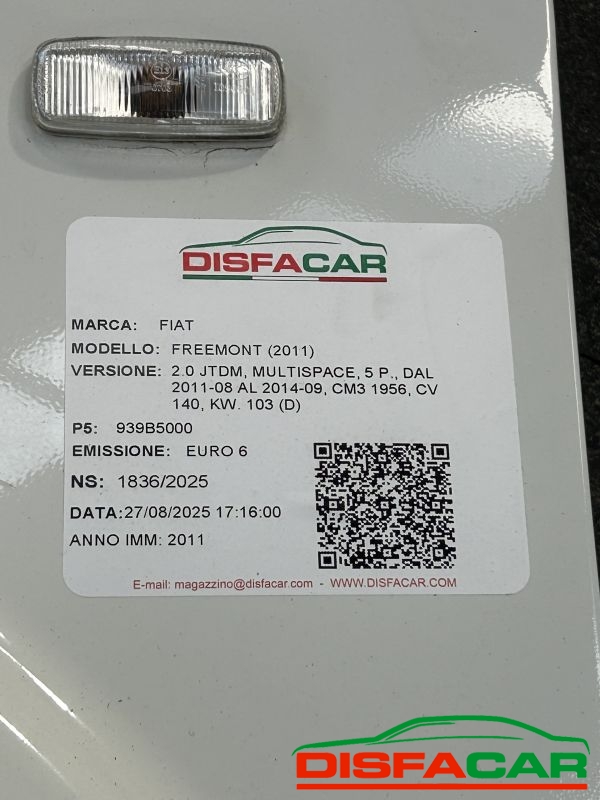 DISFACAR
MARCA: FIAT
MODELLO: FREEMONT (2011)
VERSIONE: 2.0 JTDM, MULTISPACE, 5 P., DAL
2011-08 AL 2014-09, CM3 1956, CV
140, KW. 103 (D)
P5: 939B5000
EMISSIONE: EURO 6
NS: 1836/2025
DATA:27/08/2025 17:16:00
ANNO IMM: 2011
E-mail: magazzino@disfacar.com - WWW.DISFACAR.COM
DISFACAR